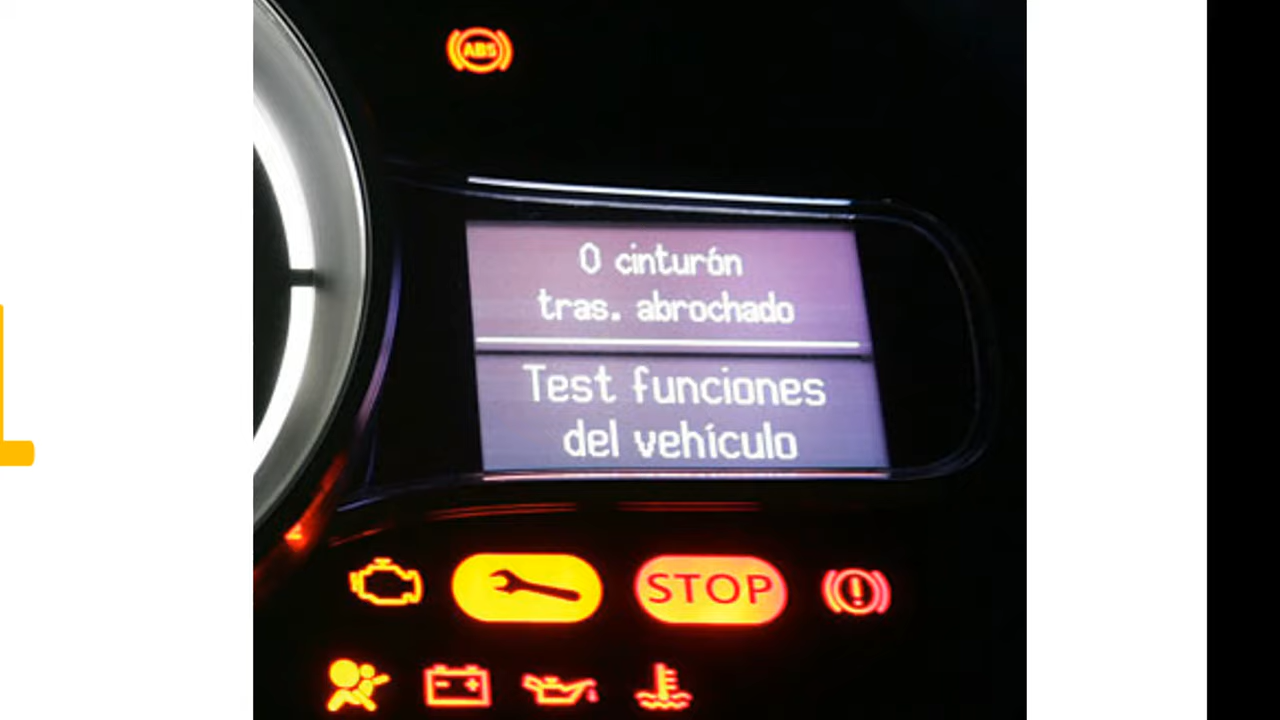 ABS
0 cinturón
tras. abrochado
Test funciones
del vehículo
STOP